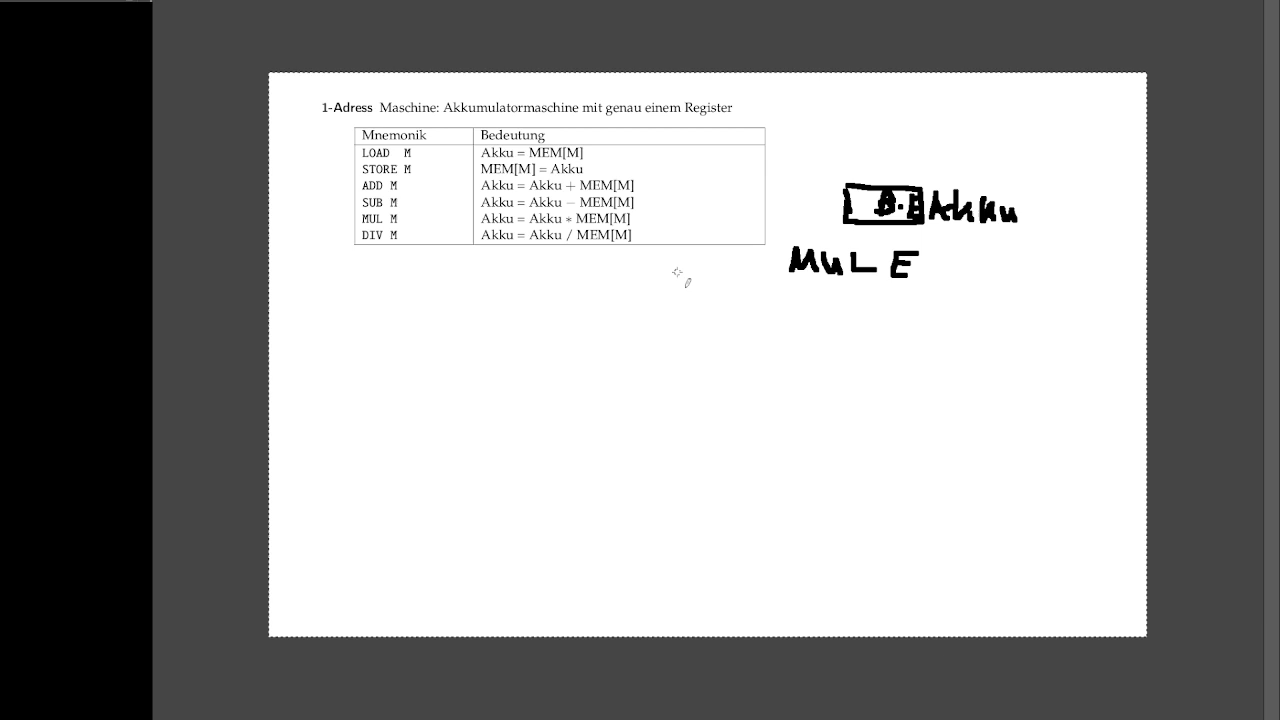 1-Adress Maschine: Akkumulatormaschine mit genau einem Register
Mnemonik Bedeutung
LOAD M Akku = MEM[M]
STORE M MEM[M] = Akku
ADD M Akku = Akku + MEM[M]
SUB M Akku = Akku − MEM[M]
MUL M Akku = Akku ∗ MEM[M]
DIV M Akku = Akku / MEM[M]
B·E Akku
MUL E